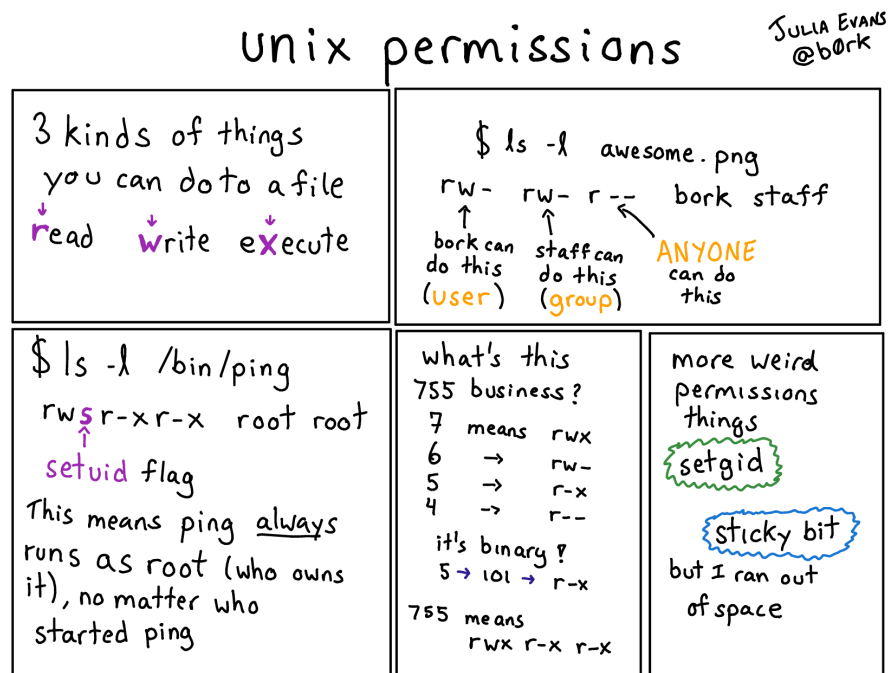 unix permissions
JULIA EVANS
@b0rk
3 kinds of things
you can do to a file
read write execute
$ ls -l awesome.png
rw- rw- r-- bork staff
bork can
do this
(user)
staff can
do this
(group)
ANYONE
can do
this
$ ls -l /bin/ping
rwsr-xr-x root root
setuid flag
This means ping always
runs as root (who owns
it), no matter who
started ping
what's this
755 business?
7 means rwx
6 → rw-
5 → r-x
4 -> r--
it's binary!
5 → 101 → r-x
755 means
rwx r-x r-x
more weird
permissions
things
setgid
sticky bit
but I ran out
of space